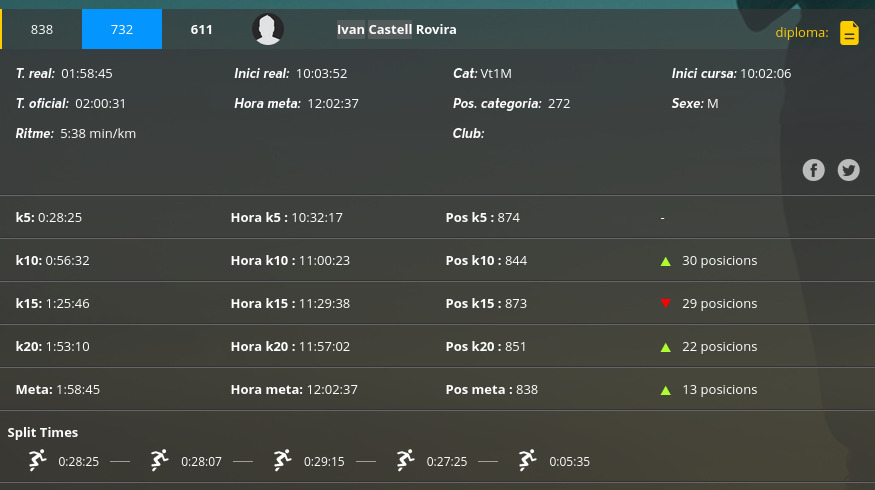 838 732 611 Ivan Castell Rovira diploma:
T. real: 01:58:45 Inici real: 10:03:52 Cat: Vt1M Inici cursa: 10:02:06
T. oficial: 02:00:31 Hora meta: 12:02:37 Pos. categoria: 272 Sexe: M
Ritme: 5:38 min/km Club:
k5: 0:28:25 Hora k5 : 10:32:17 Pos k5 : 874 -
k10: 0:56:32 Hora k10 : 11:00:23 Pos k10 : 844 30 posicions
k15: 1:25:46 Hora k15 : 11:29:38 Pos k15 : 873 29 posicions
k20: 1:53:10 Hora k20 : 11:57:02 Pos k20 : 851 22 posicions
Meta: 1:58:45 Hora meta: 12:02:37 Pos meta : 838 13 posicions
Split Times
0:28:25 0:28:07 0:29:15 0:27:25 0:05:35